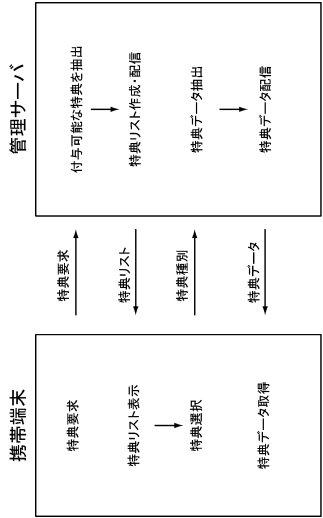 携帯端末
特典要求
特典リスト表示
特典選択
特典データ取得
特典要求
特典リスト
特典種別
特典データ
管理サーバ
付与可能な特典を抽出
特典リスト作成・配信
特典データ抽出
特典データ配信